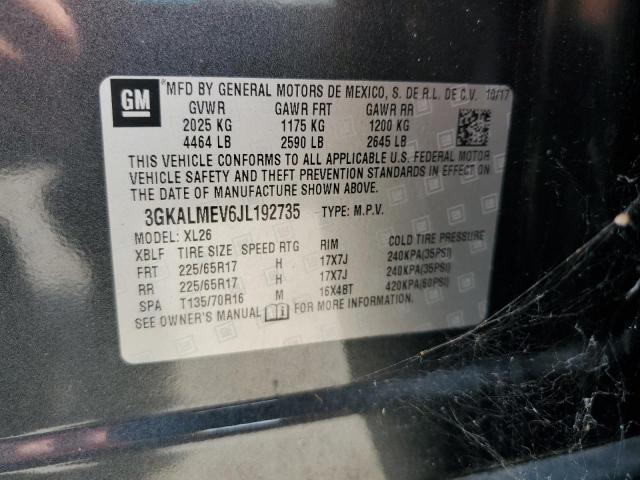 GM
MFD BY GENERAL MOTORS DE MEXICO, S. DE R.L. DE C.V. 10/17
GVWR GAWR FRT GAWR RR
2025 KG 1175 KG 1200 KG
4464 LB 2590 LB 2645 LB
THIS VEHICLE CONFORMS TO ALL APPLICABLE U.S. FEDERAL MOTOR
VEHICLE SAFETY AND THEFT PREVENTION STANDARDS IN EFFECT ON
THE DATE OF MANUFACTURE SHOWN ABOVE.
3GKALMEV6JL192735 TYPE: M.P.V.
MODEL: XL26
XBLF TIRE SIZE SPEED RTG RIM COLD TIRE PRESSURE
FRT 225/65R17 H 17X7J 240KPA(35PSI)
RR 225/65R17 H 17X7J 240KPA(35PSI)
SPA T135/70R16 M 16X4BT 420KPA(60PSI)
SEE OWNER'S MANUAL FOR MORE INFORMATION.